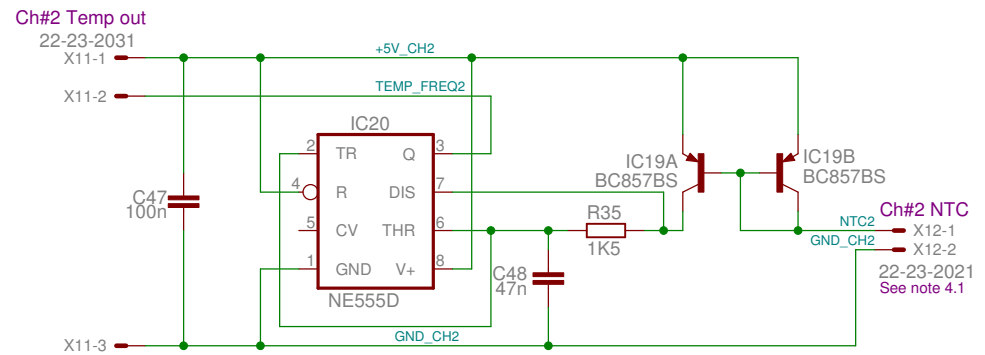 Ch#2 Temp out
22-23-2031
X11-1
+5V_CH2
X11-2
TEMP_FREQ2
IC20
2 TR Q 3
4 R DIS 7
5 CV THR 6
1 GND V+ 8
NE555D
C47
100n
IC19A
BC857BS
IC19B
BC857BS
R35
1K5
C48
47n
Ch#2 NTC
NTC2
X12-1
GND_CH2
X12-2
22-23-2021
See note 4.1
GND_CH2
X11-3